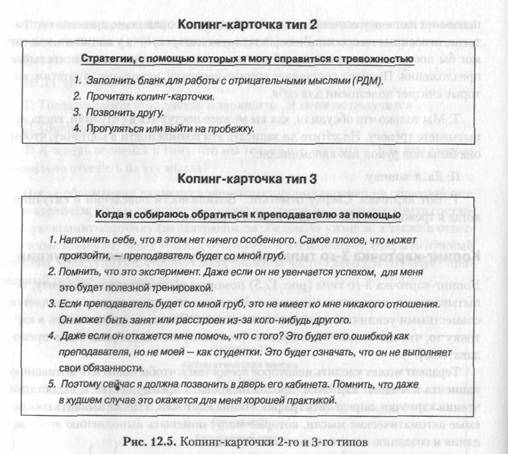 Копинг-карточка тип 2
Стратегии, с помощью которых я могу справиться с тревожностью
1. Заполнить бланк для работы с отрицательными мыслями (РДМ).
2. Прочитать копинг-карточки.
3. Позвонить другу.
4. Прогуляться или выйти на пробежку.
Копинг-карточка тип 3
Когда я собираюсь обратиться к преподавателю за помощью
1. Напомнить себе, что в этом нет ничего особенного. Самое плохое, что может
произойти, — преподаватель будет со мной груб.
2. Помнить, что это эксперимент. Даже если он не увенчается успехом, для меня
это будет полезной тренировкой.
3. Если преподаватель будет со мной груб, это не имеет ко мне никакого отношения.
Он может быть занят или расстроен из-за кого-нибудь другого.
4. Даже если он откажется мне помочь, что с того? Это будет его ошибкой как
преподавателя, но не моей — как студентки. Это будет означать, что он не выполняет
свои обязанности.
5. Поэтому сейчас я должна позвонить в дверь его кабинета. Помнить, что даже
в худшем случае это окажется для меня хорошей практикой.
Рис. 12.5. Копинг-карточки 2-го и 3-го типов